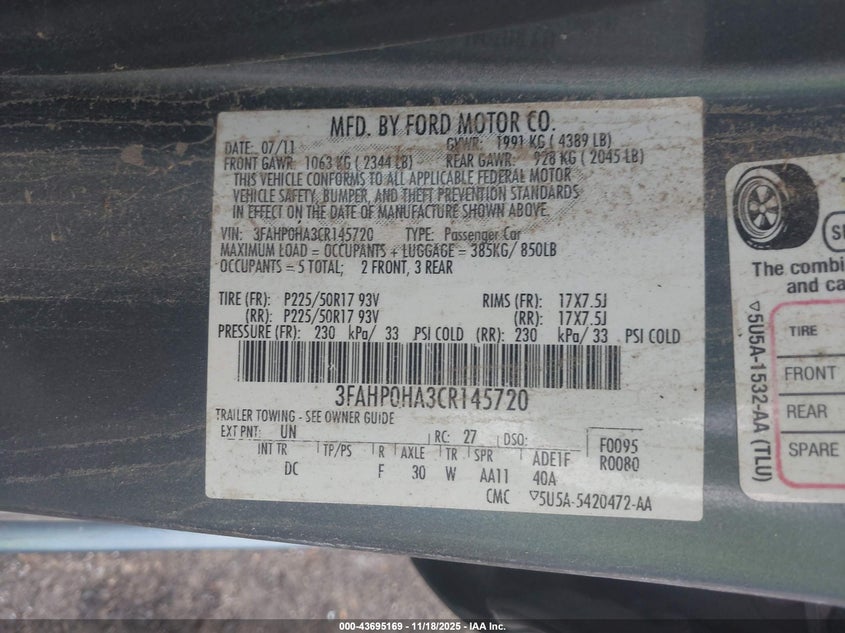 MFD. BY FORD MOTOR CO.
DATE: 07/11 GVWR: 1991 KG ( 4389 LB)
FRONT GAWR: 1063 KG ( 2344 LB) REAR GAWR: 928 KG ( 2045 LB)
THIS VEHICLE CONFORMS TO ALL APPLICABLE FEDERAL MOTOR
VEHICLE SAFETY, BUMPER, AND THEFT PREVENTION STANDARDS
IN EFFECT ON THE DATE OF MANUFACTURE SHOWN ABOVE.
VIN: 3FAHP0HA3CR145720 TYPE: Passenger Car
MAXIMUM LOAD = OCCUPANTS + LUGGAGE = 385KG/ 850LB
OCCUPANTS = 5 TOTAL; 2 FRONT, 3 REAR
TIRE (FR): P225/50R17 93V RIMS (FR): 17X7.5J
(RR): P225/50R17 93V (RR): 17X7.5J
PRESSURE (FR): 230 kPa/ 33 PSI COLD (RR): 230 kPa/ 33 PSI COLD
3FAHP0HA3CR145720
TRAILER TOWING - SEE OWNER GUIDE
EXT PNT: UN RC: 27 DSO: F0095
INT TR TP/PS R AXLE TR SPR ADE1F R0080
DC F 30 W AA11 40A
CMC ▽5U5A-5420472-AA
The combi
and ca
TIRE
FRONT
REAR
SPARE
▽5U5A-1532-AA (TLU)
000-43695169 - 11/18/2025 - IAA Inc.